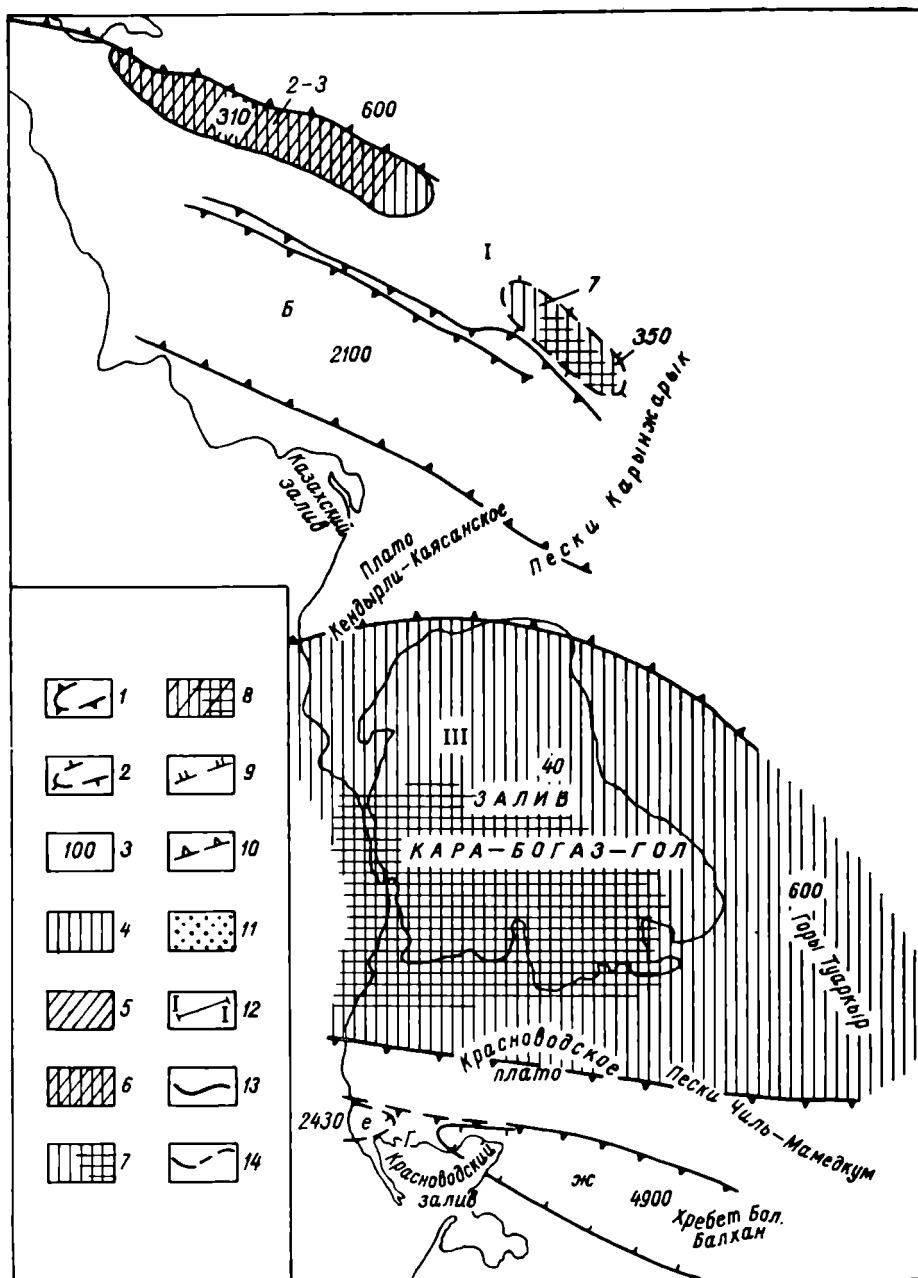 2-3
310
600
I
7
350
Б
2100
Пески Карынжарык
Казахский
залив
Плато
Кендырли-Каясанское
III
40
ЗАЛИВ
КАРА-БОГАЗ-ГОЛ
600
Горы Туаркыр
Красноводское
плато
Пески Чиль-Мамедкум
2430
е
Г
Красноводский
залив
ж
4900
Хребет Бол.
Балхан
1
8
2
9
100
3
10
4
11
5
I
I
12
6
13
7
14